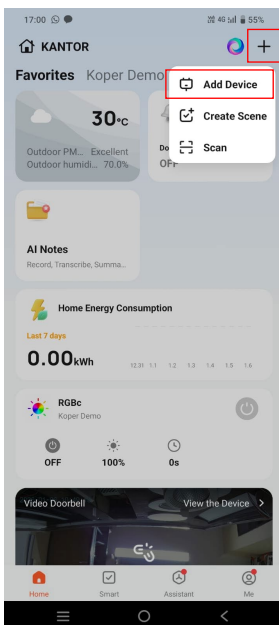 17:00 4G 55%
KANTOR
Favorites Koper Demo
Add Device
Create Scene
Scan
30°C
Outdoor PM... Excellent
Outdoor humidi... 70.0%
Do
OFF
AI Notes
Record, Transcribe, Summa...
Home Energy Consumption
Last 7 days
0.00kWh
12.31 1.1 1.2 1.3 1.4 1.5 1.6
RGBc
Koper Demo
OFF 100% 0s
Video Doorbell View the Device >
Home Smart Assistant Me